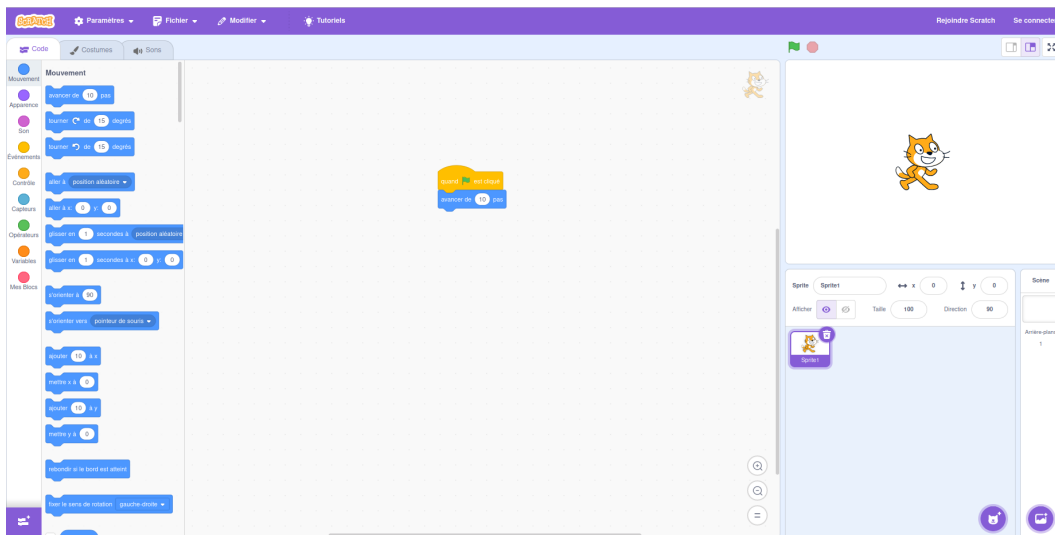 SCRATCH Paramètres Fichier Modifier Tutoriels Rejoindre Scratch Se connecte
Code Costumes Sons
Mouvement
Apparence
Son
Événements
Contrôle
Capteurs
Opérateurs
Variables
Mes Blocs
Mouvement
avancer de 10 pas
tourner de 15 degrés
tourner de 15 degrés
aller à position aléatoire
aller à x: 0 y: 0
glisser en 1 secondes à position aléatoire
glisser en 1 secondes à x: 0 y: 0
s'orienter à 90
s'orienter vers pointeur de souris
ajouter 10 à x
mettre x à 0
ajouter 10 à y
mettre y à 0
rebondir si le bord est atteint
fixer le sens de rotation gauche-droite
quand est cliqué
avancer de 10 pas
Sprite Sprite1 x 0 y 0
Afficher Taille 100 Direction 90
Sprite1
Scène
Arrière-plans
1